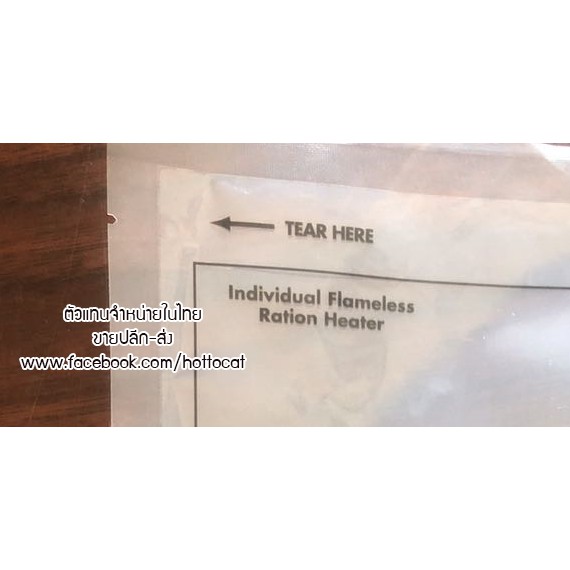 TEAR HERE
Individual Flameless
Ration Heater
ตัวแทนจำหน่ายในไทย
ขายปลีก-ส่ง
www.facebook.com/hottocat